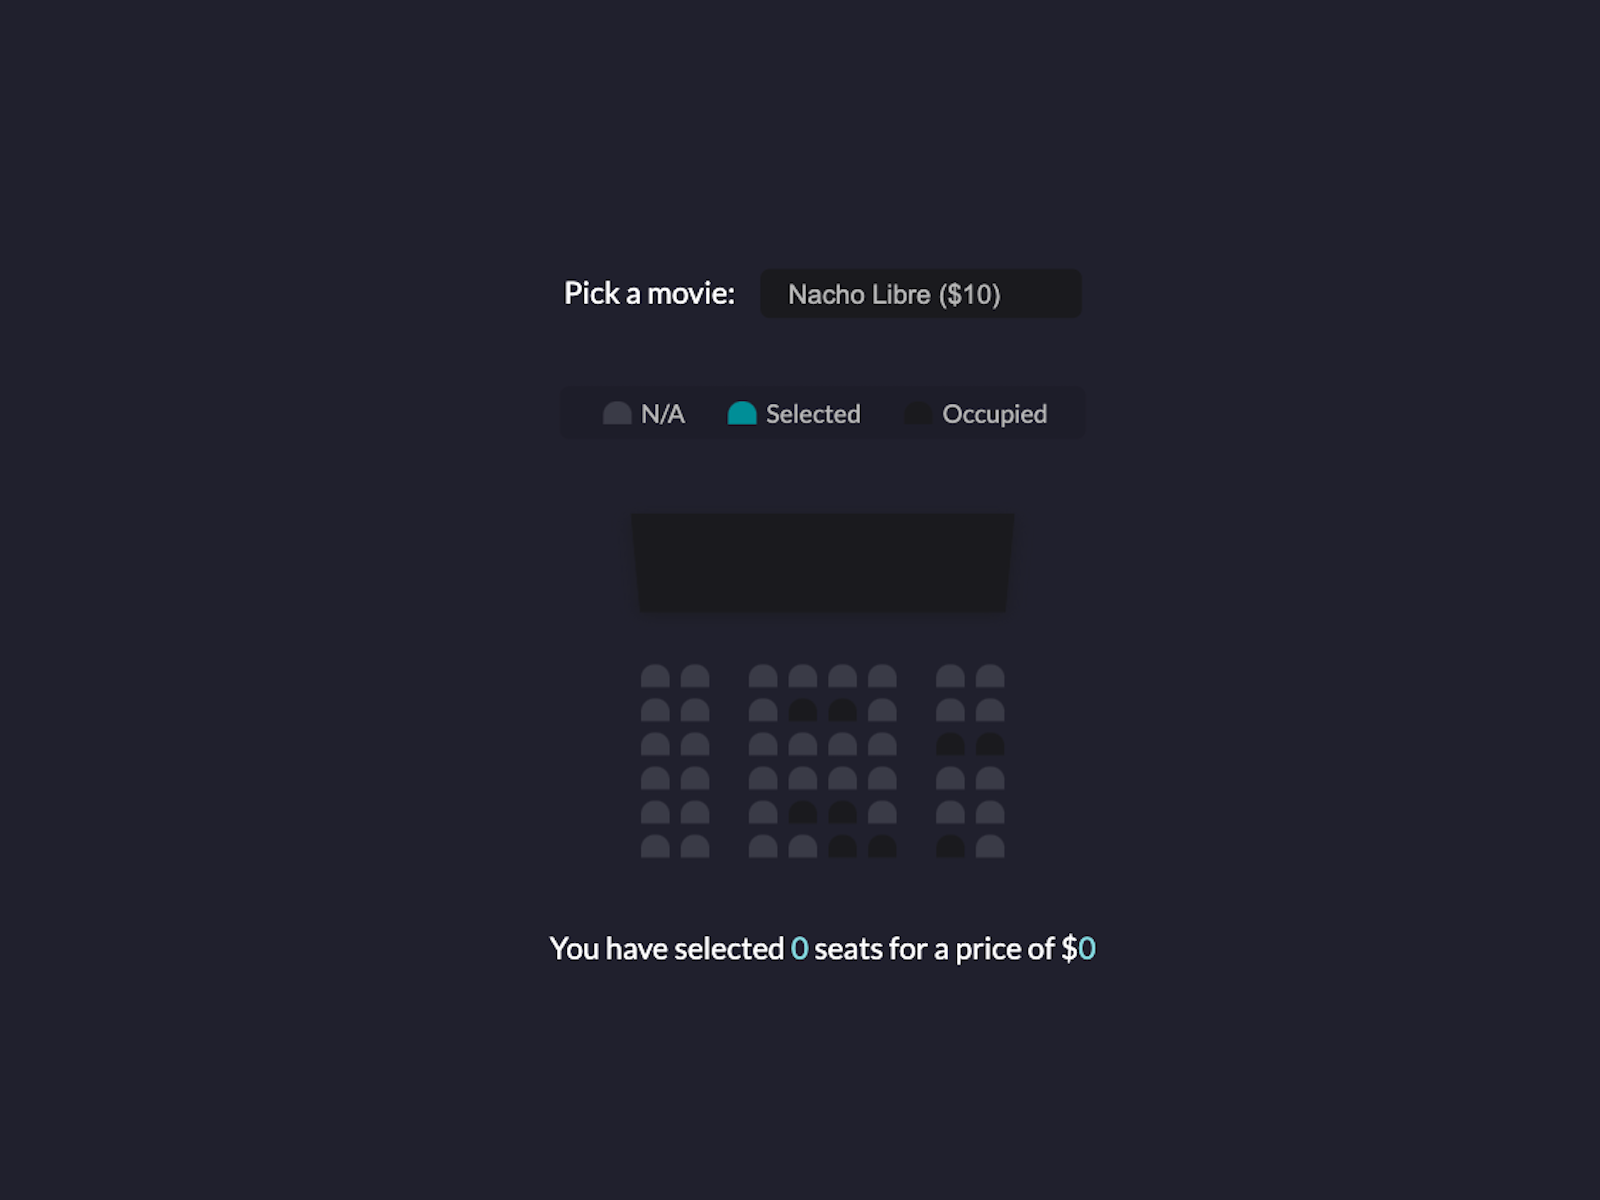 Pick a movie: Nacho Libre ($10)
N/A Selected Occupied
You have selected 0 seats for a price of $0